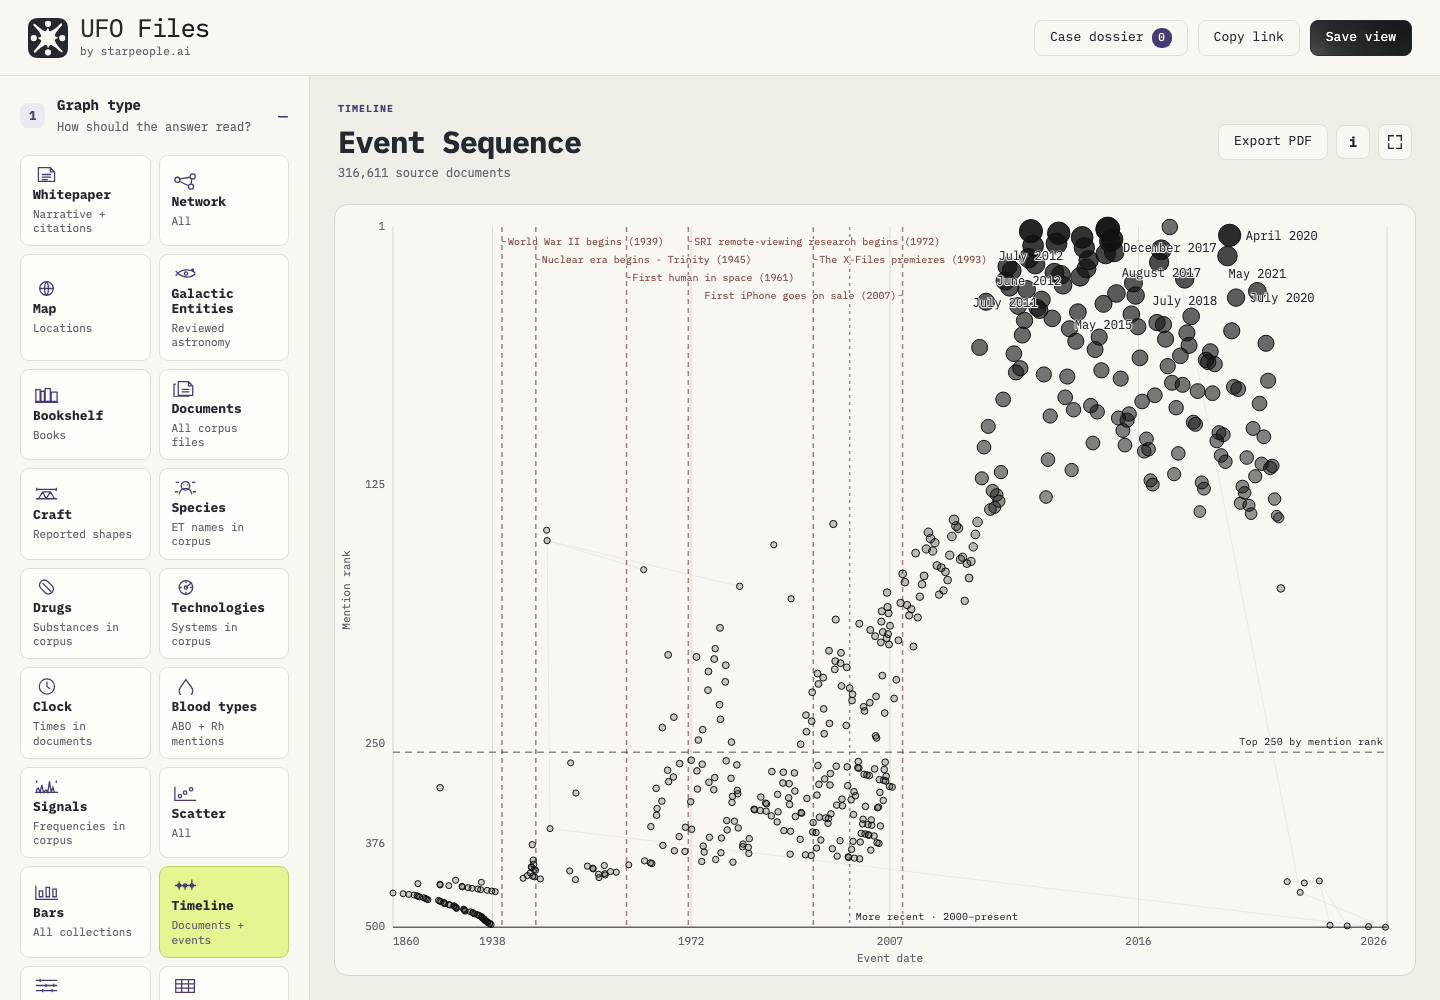 UFO Files
by starpeople.ai
Case dossier 0
Copy link
Save view
1
Graph type
How should the answer read?
Whitepaper
Narrative +
citations
Network
All
Map
Locations
Galactic
Entities
Reviewed
astronomy
Bookshelf
Books
Documents
All corpus
files
Craft
Reported shapes
Species
ET names in
corpus
Drugs
Substances in
corpus
Technologies
Systems in
corpus
Clock
Times in
documents
Blood types
ABO + Rh
mentions
Signals
Frequencies in
corpus
Scatter
All
Bars
All collections
Timeline
Documents +
events
TIMELINE
Event Sequence
316,611 source documents
Export PDF
i
1
125
250
376
500
Mention rank
World War II begins (1939)
SRI remote-viewing research begins (1972)
Nuclear era begins - Trinity (1945)
The X-Files premieres (1993)
First human in space (1961)
First iPhone goes on sale (2007)
July 2012
June 2012
July 2011
May 2015
December 2017
August 2017
July 2018
April 2020
May 2021
July 2020
Top 250 by mention rank
More recent · 2000–present
1860
1938
1972
2007
2016
2026
Event date